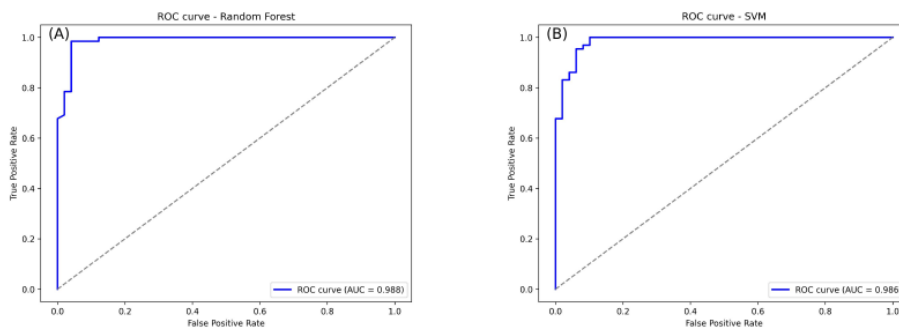 ROC curve - Random Forest
(A)
1.0
0.8
0.6
0.4
0.2
0.0
True Positive Rate
ROC curve (AUC = 0.988)
0.0 0.2 0.4 0.6 0.8 1.0
False Positive Rate
ROC curve - SVM
(B)
1.0
0.8
0.6
0.4
0.2
0.0
True Positive Rate
ROC curve (AUC = 0.986)
0.0 0.2 0.4 0.6 0.8 1.0
False Positive Rate